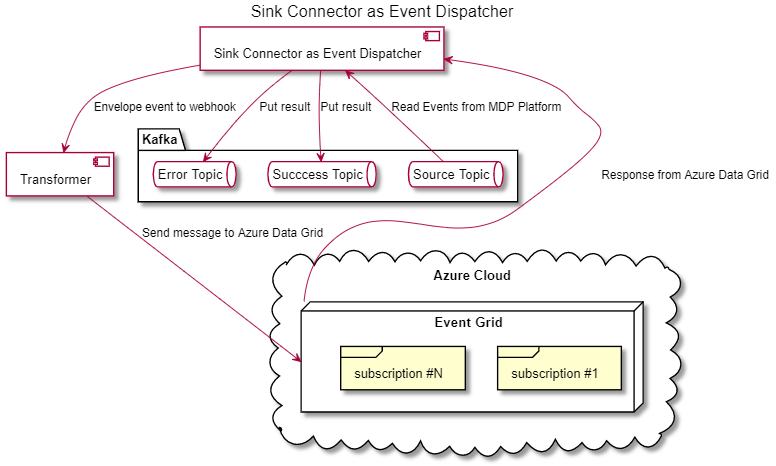 Sink Connector as Event Dispatcher
Sink Connector as Event Dispatcher
Envelope event to webhook
Put result
Put result
Read Events from MDP Platform
Kafka
Transformer
Error Topic
Succcess Topic
Source Topic
Response from Azure Data Grid
Send message to Azure Data Grid
Azure Cloud
Event Grid
subscription #N
subscription #1